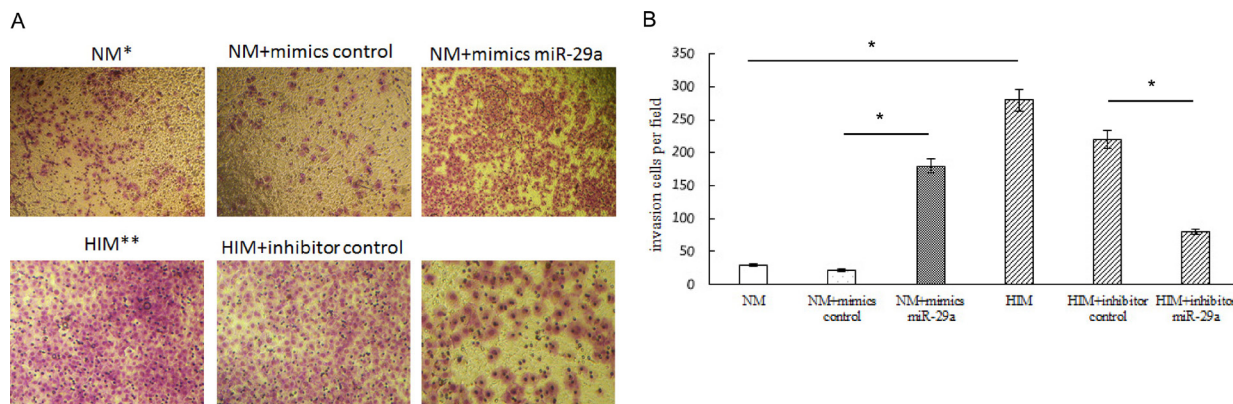 A
NM*
NM+mimics control
NM+mimics miR-29a
HIM**
HIM+inhibitor control
B
350
300
250
200
150
100
50
0
invasion cells per field
*
*
*
NM
NM+mimics
control
NM+mimics
miR-29a
HIM
HIM+inhibitor
control
HIM+inhibitor
miR-29a